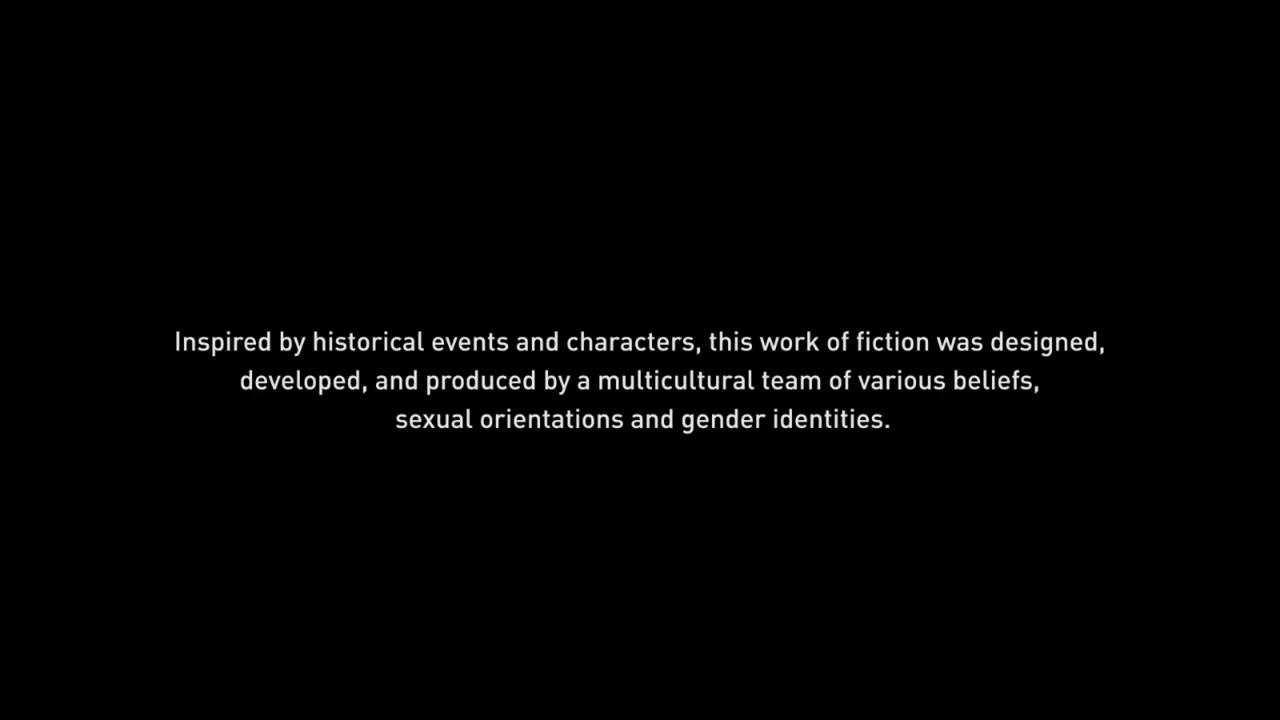 Inspired by historical events and characters, this work of fiction was designed,
developed, and produced by a multicultural team of various beliefs,
sexual orientations and gender identities.